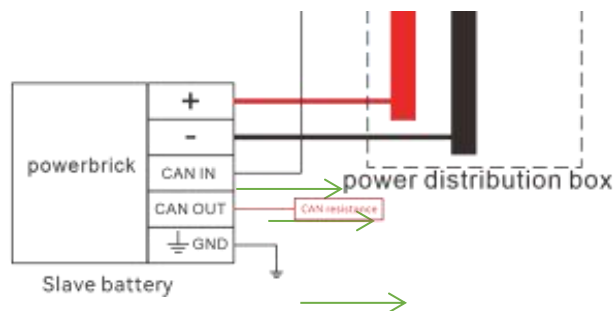 +
-
powerbrick
CAN IN
power distribution box
CAN OUT
CAN resistance
GND
Slave battery